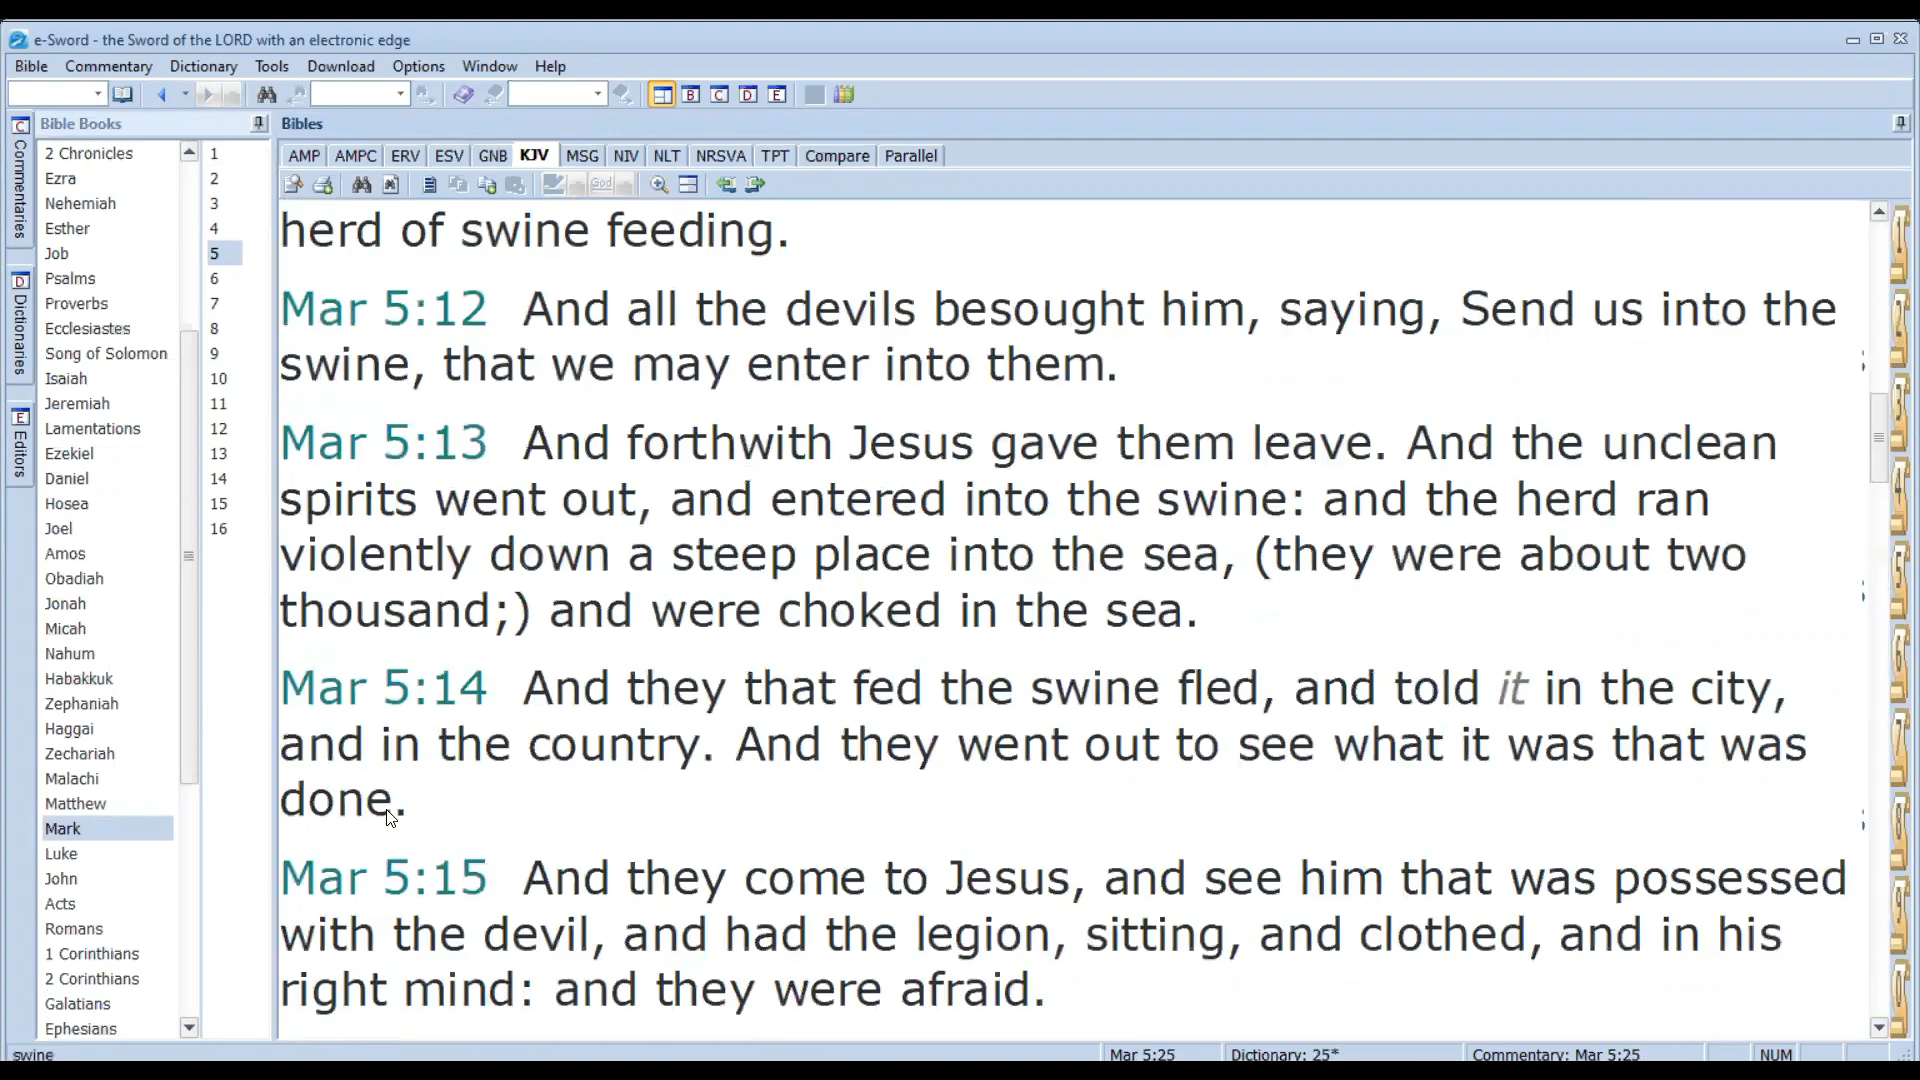 e-Sword - the Sword of the LORD with an electronic edge
Bible Commentary Dictionary Tools Download Options Window Help
B C D E
C Commentaries
D Dictionaries
E Editors
Bible Books
2 Chronicles
Ezra
Nehemiah
Esther
Job
Psalms
Proverbs
Ecclesiastes
Song of Solomon
Isaiah
Jeremiah
Lamentations
Ezekiel
Daniel
Hosea
Joel
Amos
Obadiah
Jonah
Micah
Nahum
Habakkuk
Zephaniah
Haggai
Zechariah
Malachi
Matthew
Mark
Luke
John
Acts
Romans
1 Corinthians
2 Corinthians
Galatians
Ephesians
1
2
3
4
5
6
7
8
9
10
11
12
13
14
15
16
Bibles
AMP AMPC ERV ESV GNB KJV MSG NIV NLT NRSVA TPT Compare Parallel
God
herd of swine feeding.
Mar 5:12 And all the devils besought him, saying, Send us into the
swine, that we may enter into them.
Mar 5:13 And forthwith Jesus gave them leave. And the unclean
spirits went out, and entered into the swine: and the herd ran
violently down a steep place into the sea, (they were about two
thousand;) and were choked in the sea.
Mar 5:14 And they that fed the swine fled, and told it in the city,
and in the country. And they went out to see what it was that was
done.
Mar 5:15 And they come to Jesus, and see him that was possessed
with the devil, and had the legion, sitting, and clothed, and in his
right mind: and they were afraid.
1
2
3
4
5
6
7
8
9
0
swine Mar 5:25 Dictionary: 25* Commentary: Mar 5:25 NUM